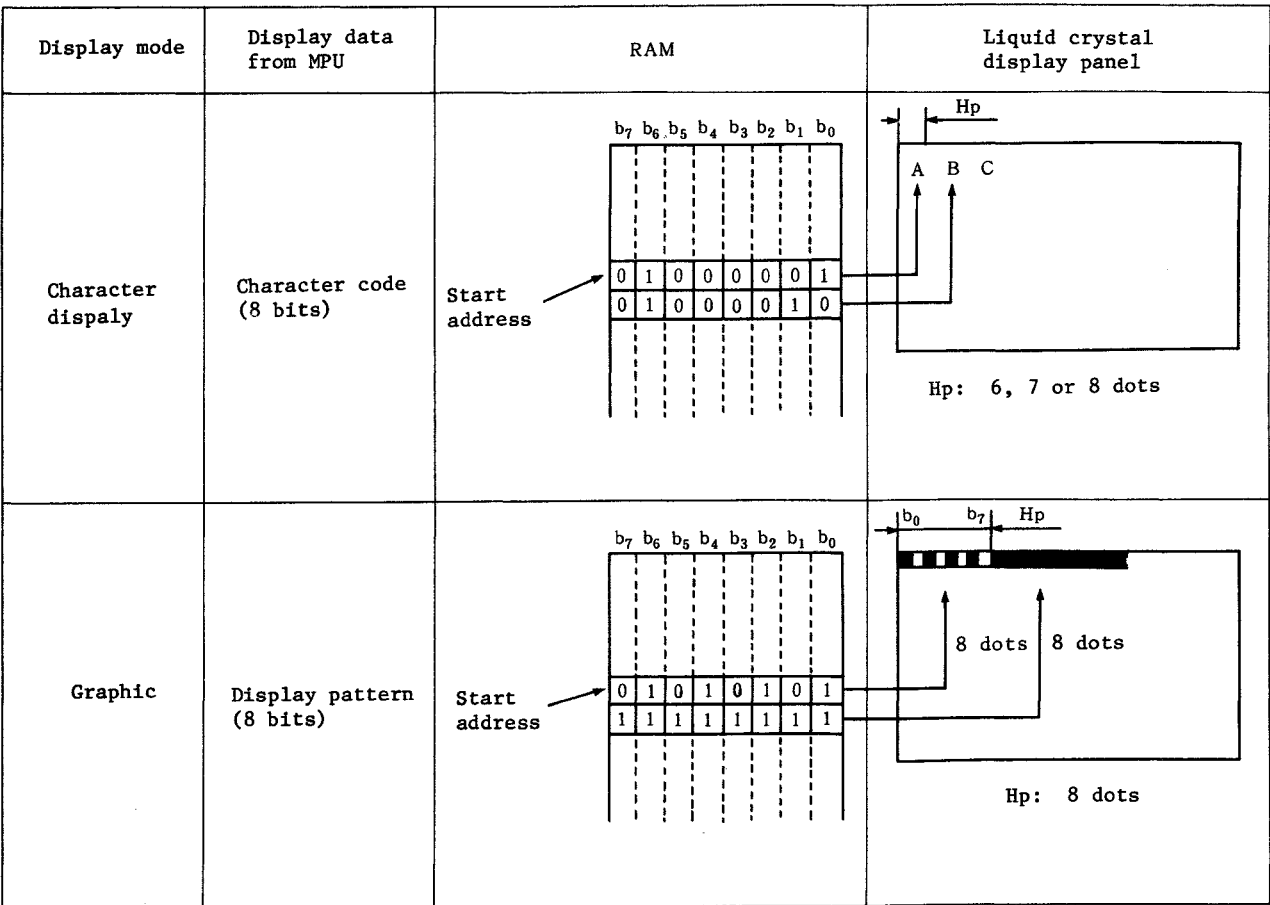 Display mode
Display data
from MPU
RAM
Liquid crystal
display panel
Character
dispaly
Character code
(8 bits)
b7 b6 b5 b4 b3 b2 b1 b0
Start
address
0 1 0 0 0 0 0 1
0 1 0 0 0 0 1 0
Hp
A B C
Hp: 6, 7 or 8 dots
Graphic
Display pattern
(8 bits)
b7 b6 b5 b4 b3 b2 b1 b0
Start
address
0 1 0 1 0 1 0 1
1 1 1 1 1 1 1 1
b0 b7 Hp
8 dots 8 dots
Hp: 8 dots